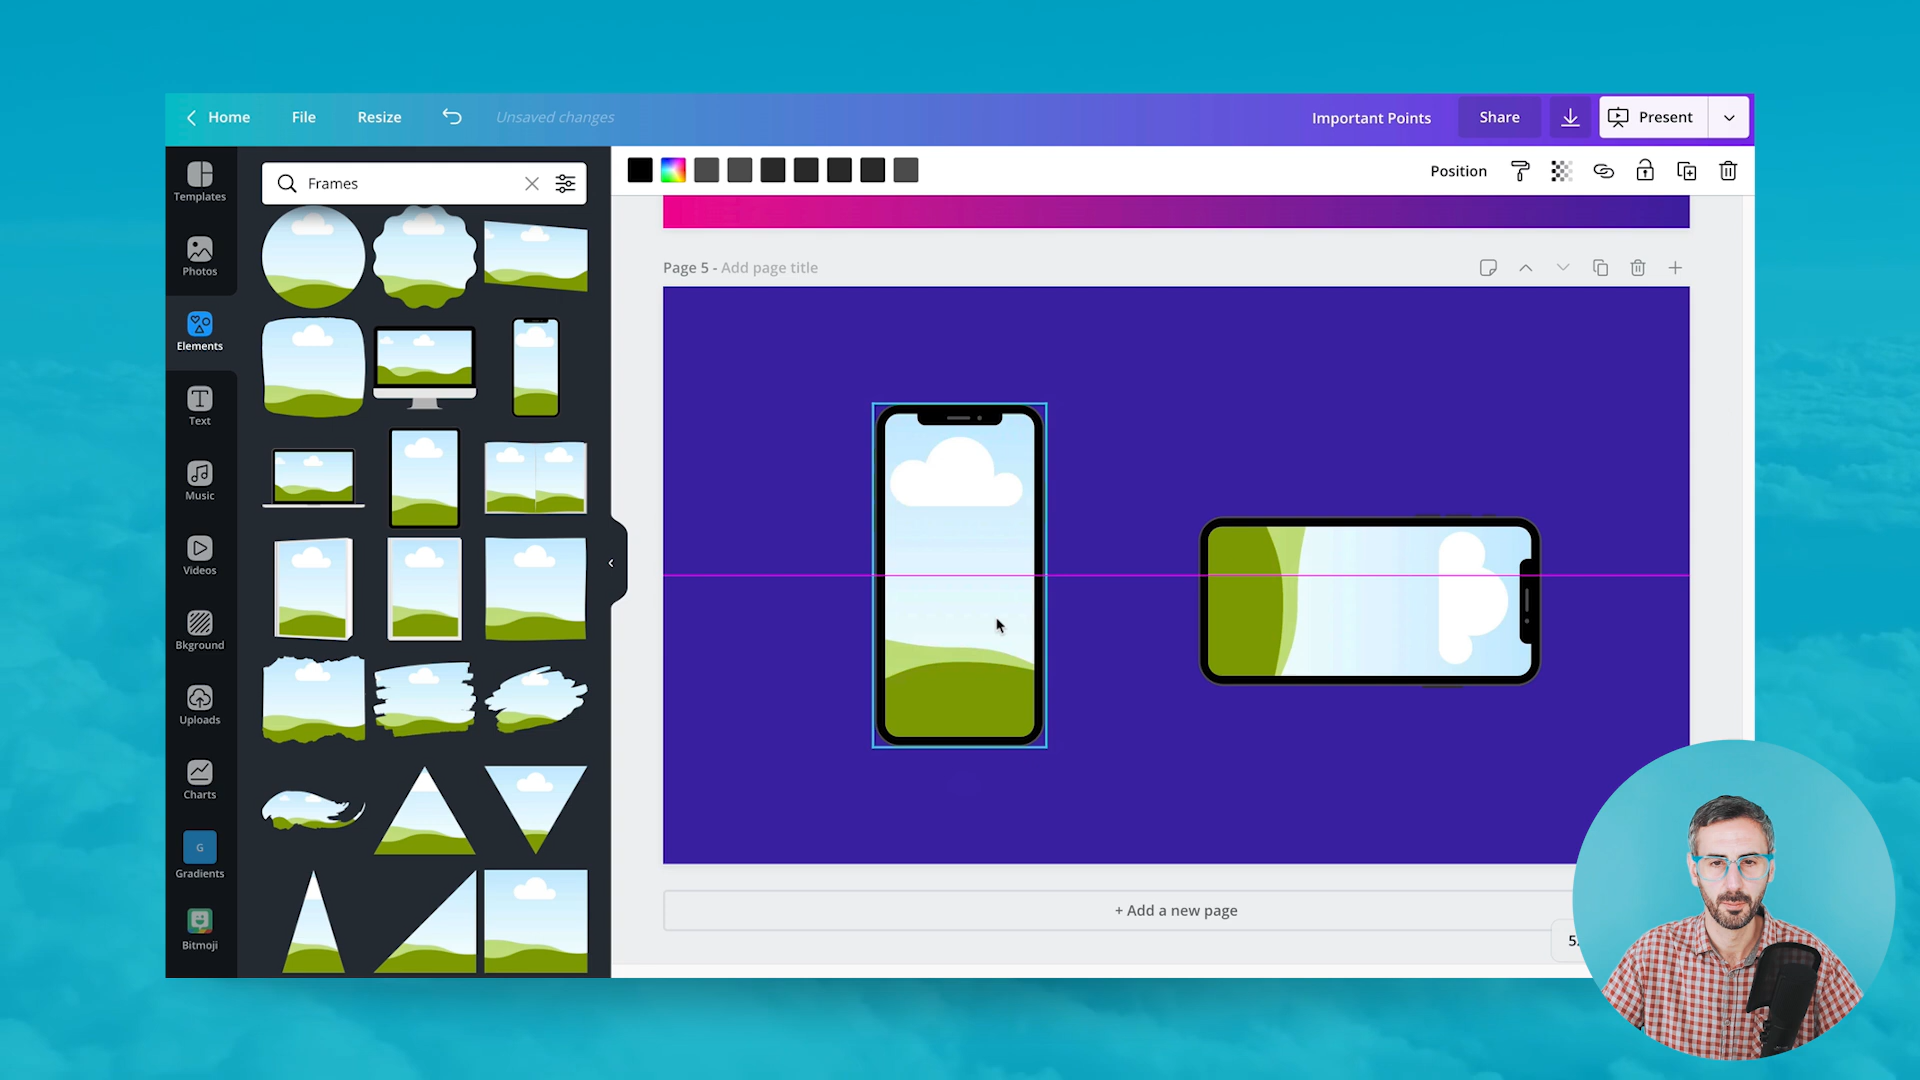 Home File Resize Unsaved changes Important Points Share Present
Templates
Photos
Elements
Text
Music
Videos
Bkground
Uploads
Charts
G
Gradients
Bitmoji
Frames
Position
Page 5 - Add page title
+ Add a new page